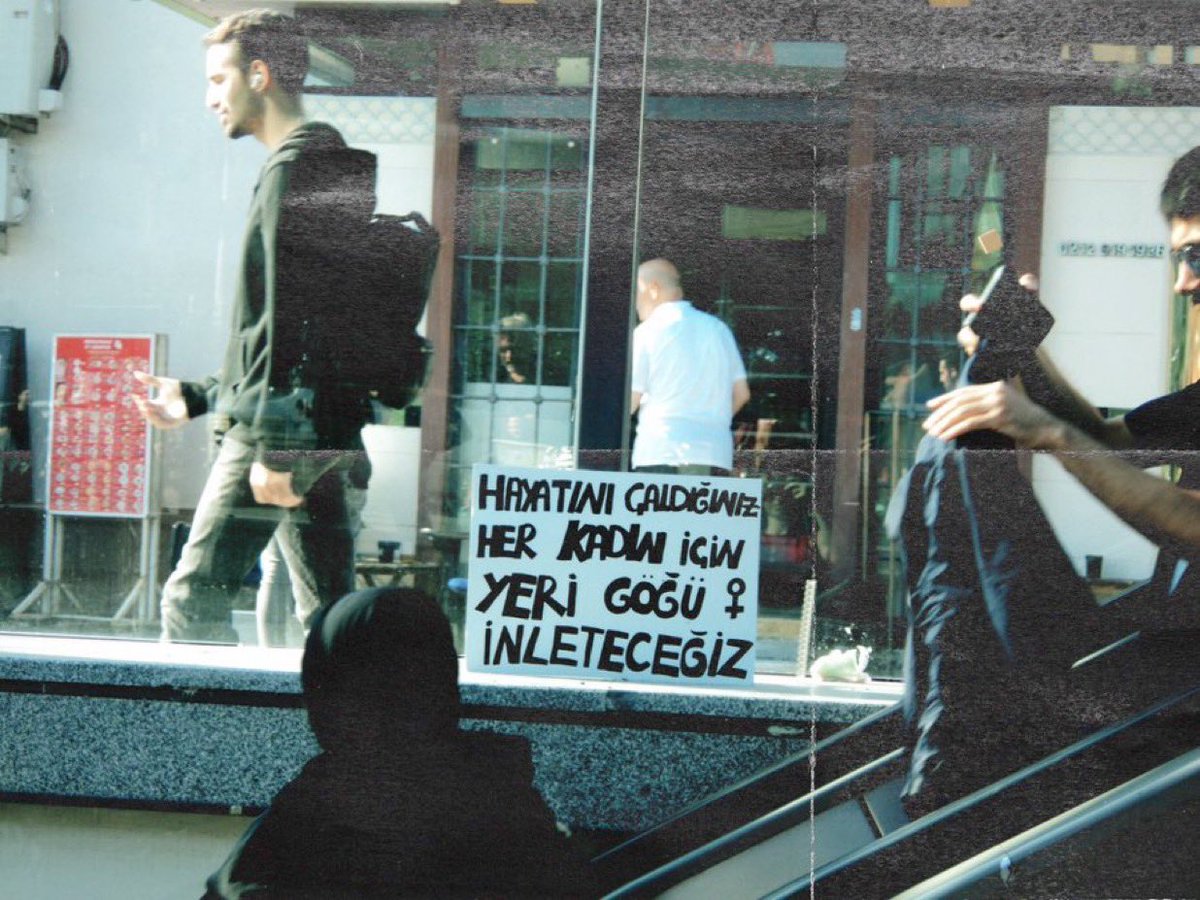 HAYATINI ÇALDIĞINIZ
HER KADIN İÇİN
YERİ GÖĞÜ ♀
İNLETECEĞİZ